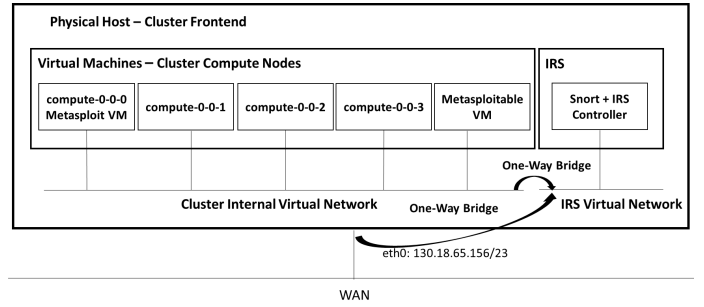 Physical Host – Cluster Frontend
Virtual Machines – Cluster Compute Nodes
IRS
compute-0-0-0
Metasploit VM
compute-0-0-1
compute-0-0-2
compute-0-0-3
Metasploitable
VM
Snort + IRS
Controller
One-Way Bridge
Cluster Internal Virtual Network
One-Way Bridge
IRS Virtual Network
eth0: 130.18.65.156/23
WAN